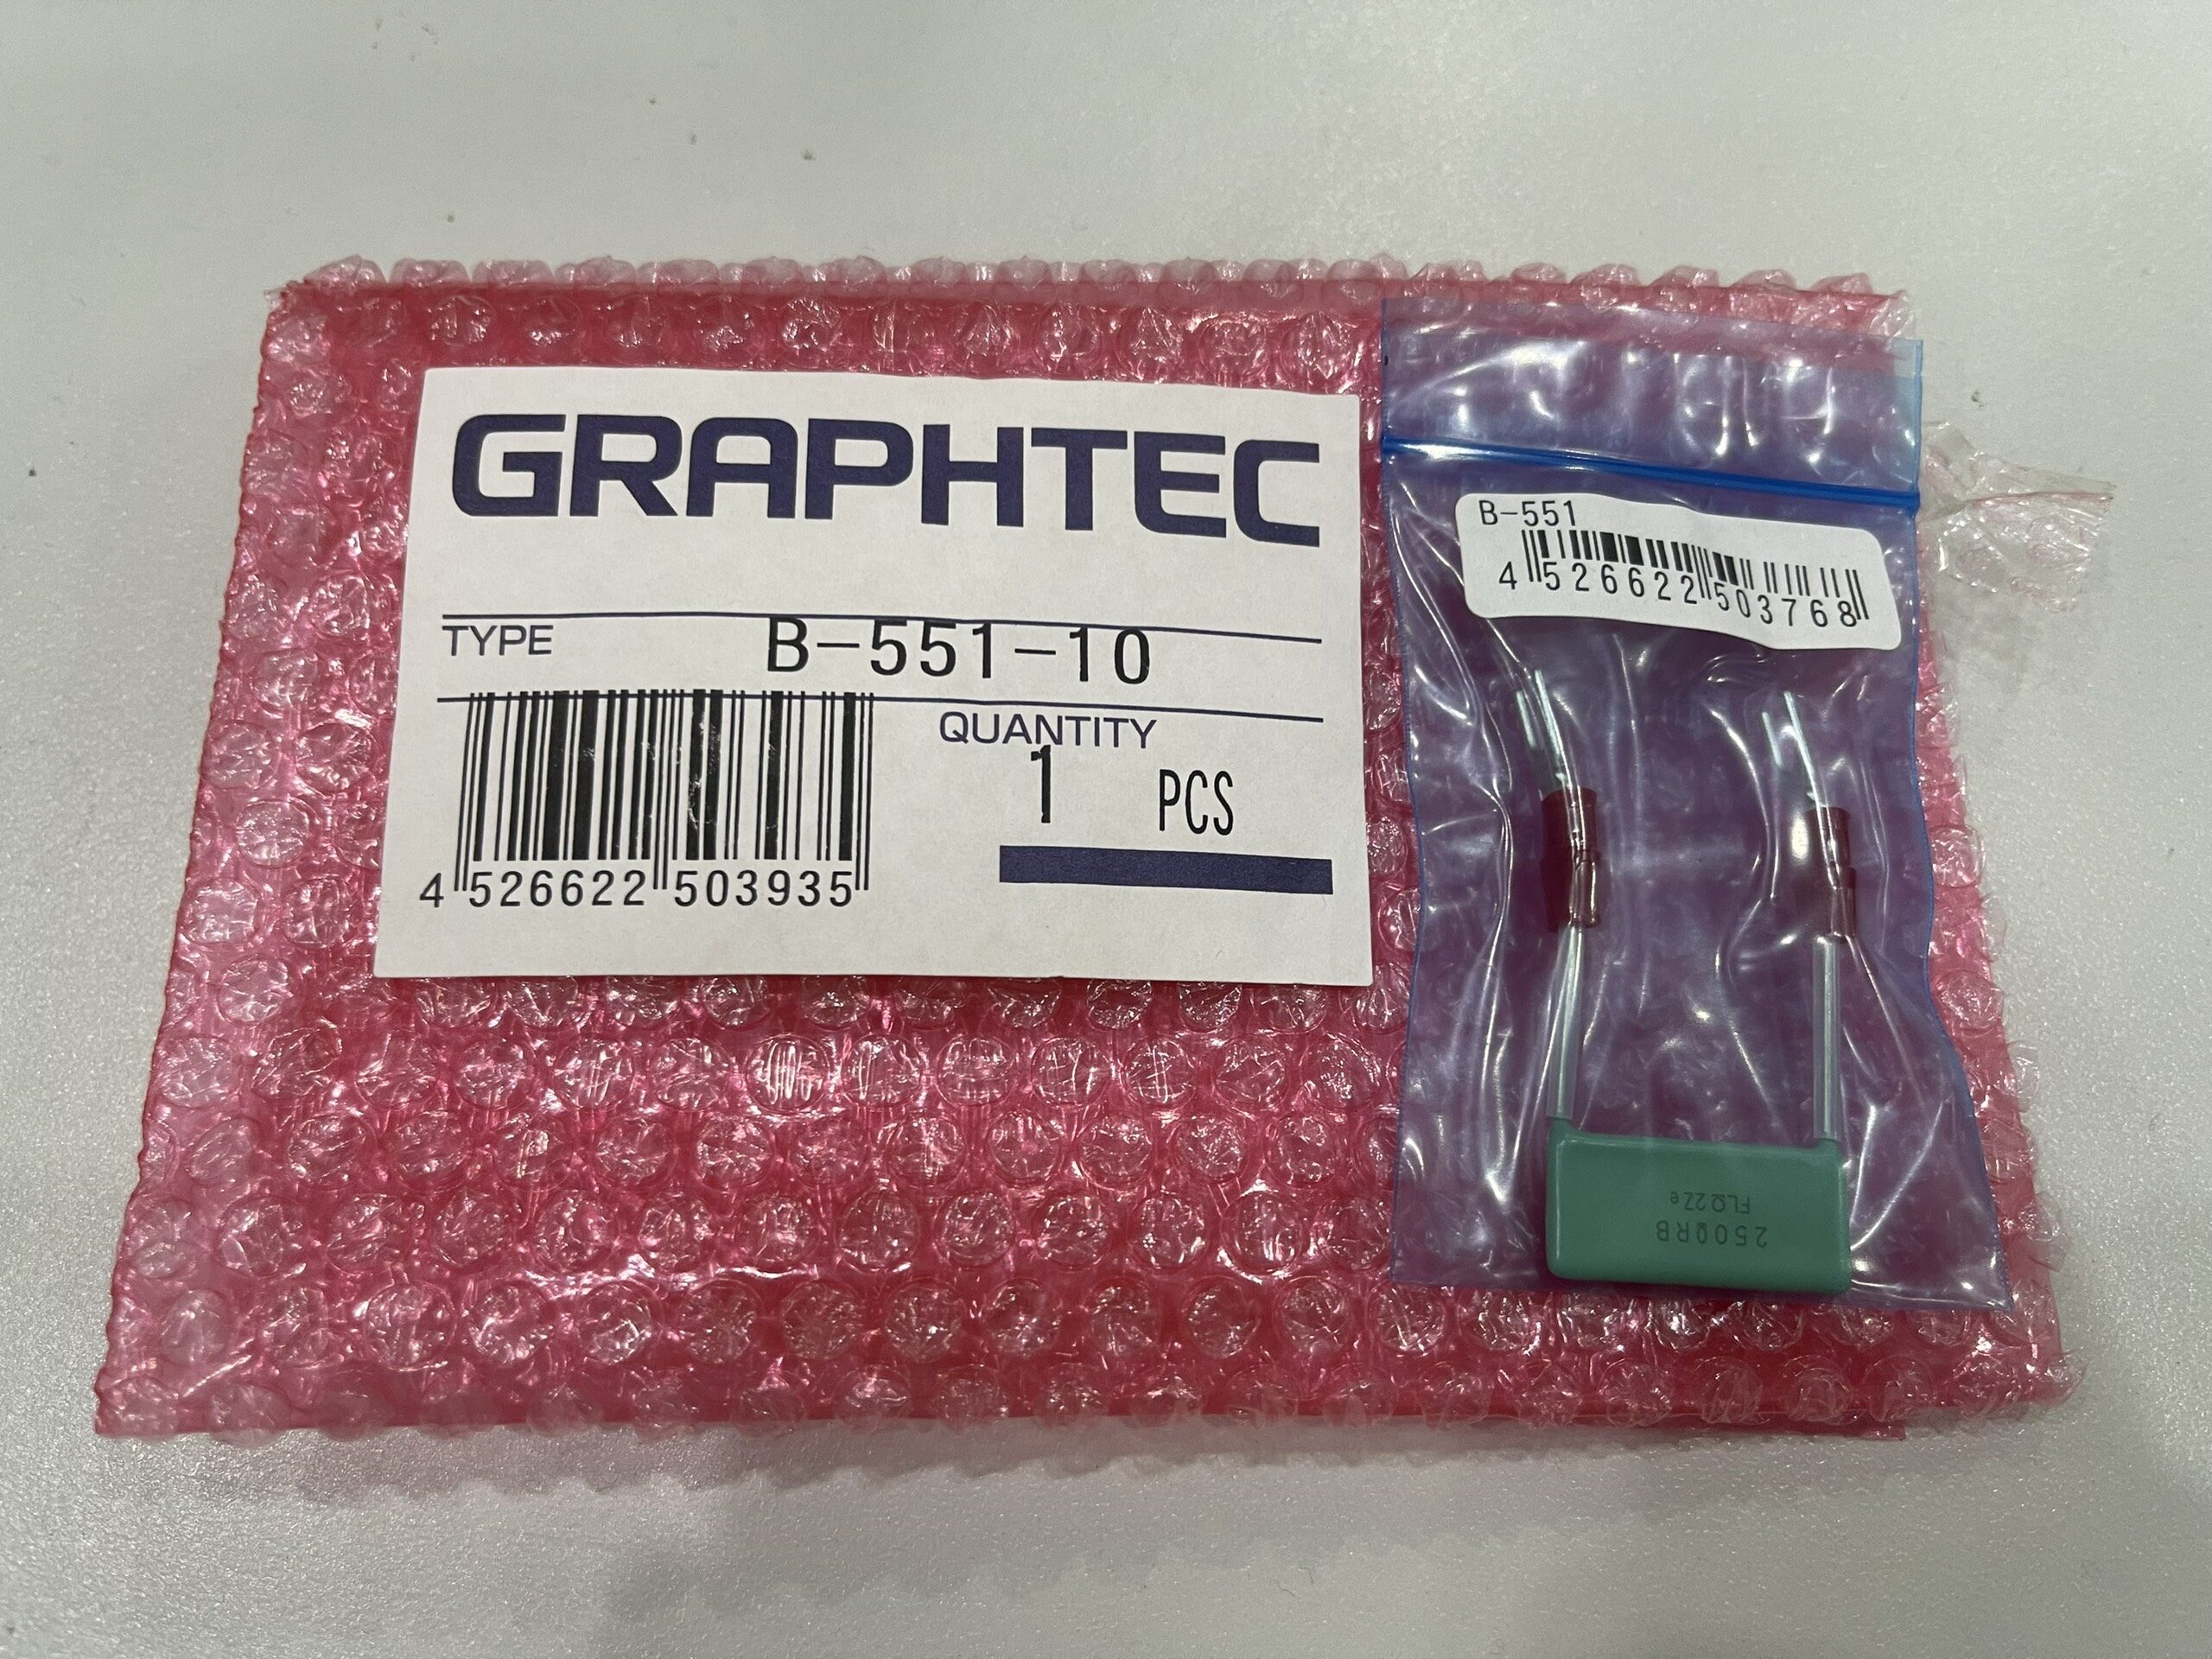 GRAPHTEC
TYPE B-551-10
QUANTITY
1 PCS
4 526622 503935
B-551
4 526622 503768
250ΩRB
FLΩ2Ze